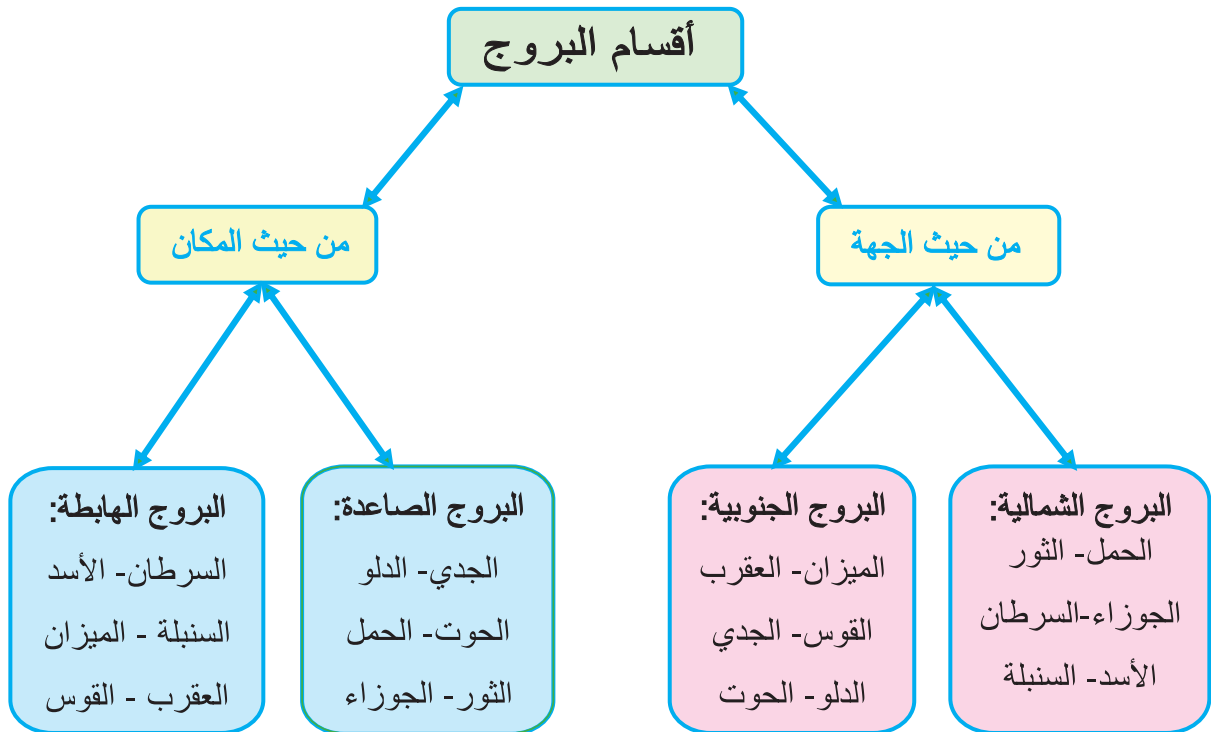 أقسام البروج
من حيث الجهة
من حيث المكان
البروج الشمالية:
الحمل- الثور
الجوزاء-السرطان
الأسد- السنبلة
البروج الجنوبية:
الميزان- العقرب
القوس- الجدي
الدلو- الحوت
البروج الصاعدة:
الجدي- الدلو
الحوت- الحمل
الثور- الجوزاء
البروج الهابطة:
السرطان- الأسد
السنبلة - الميزان
العقرب - القوس